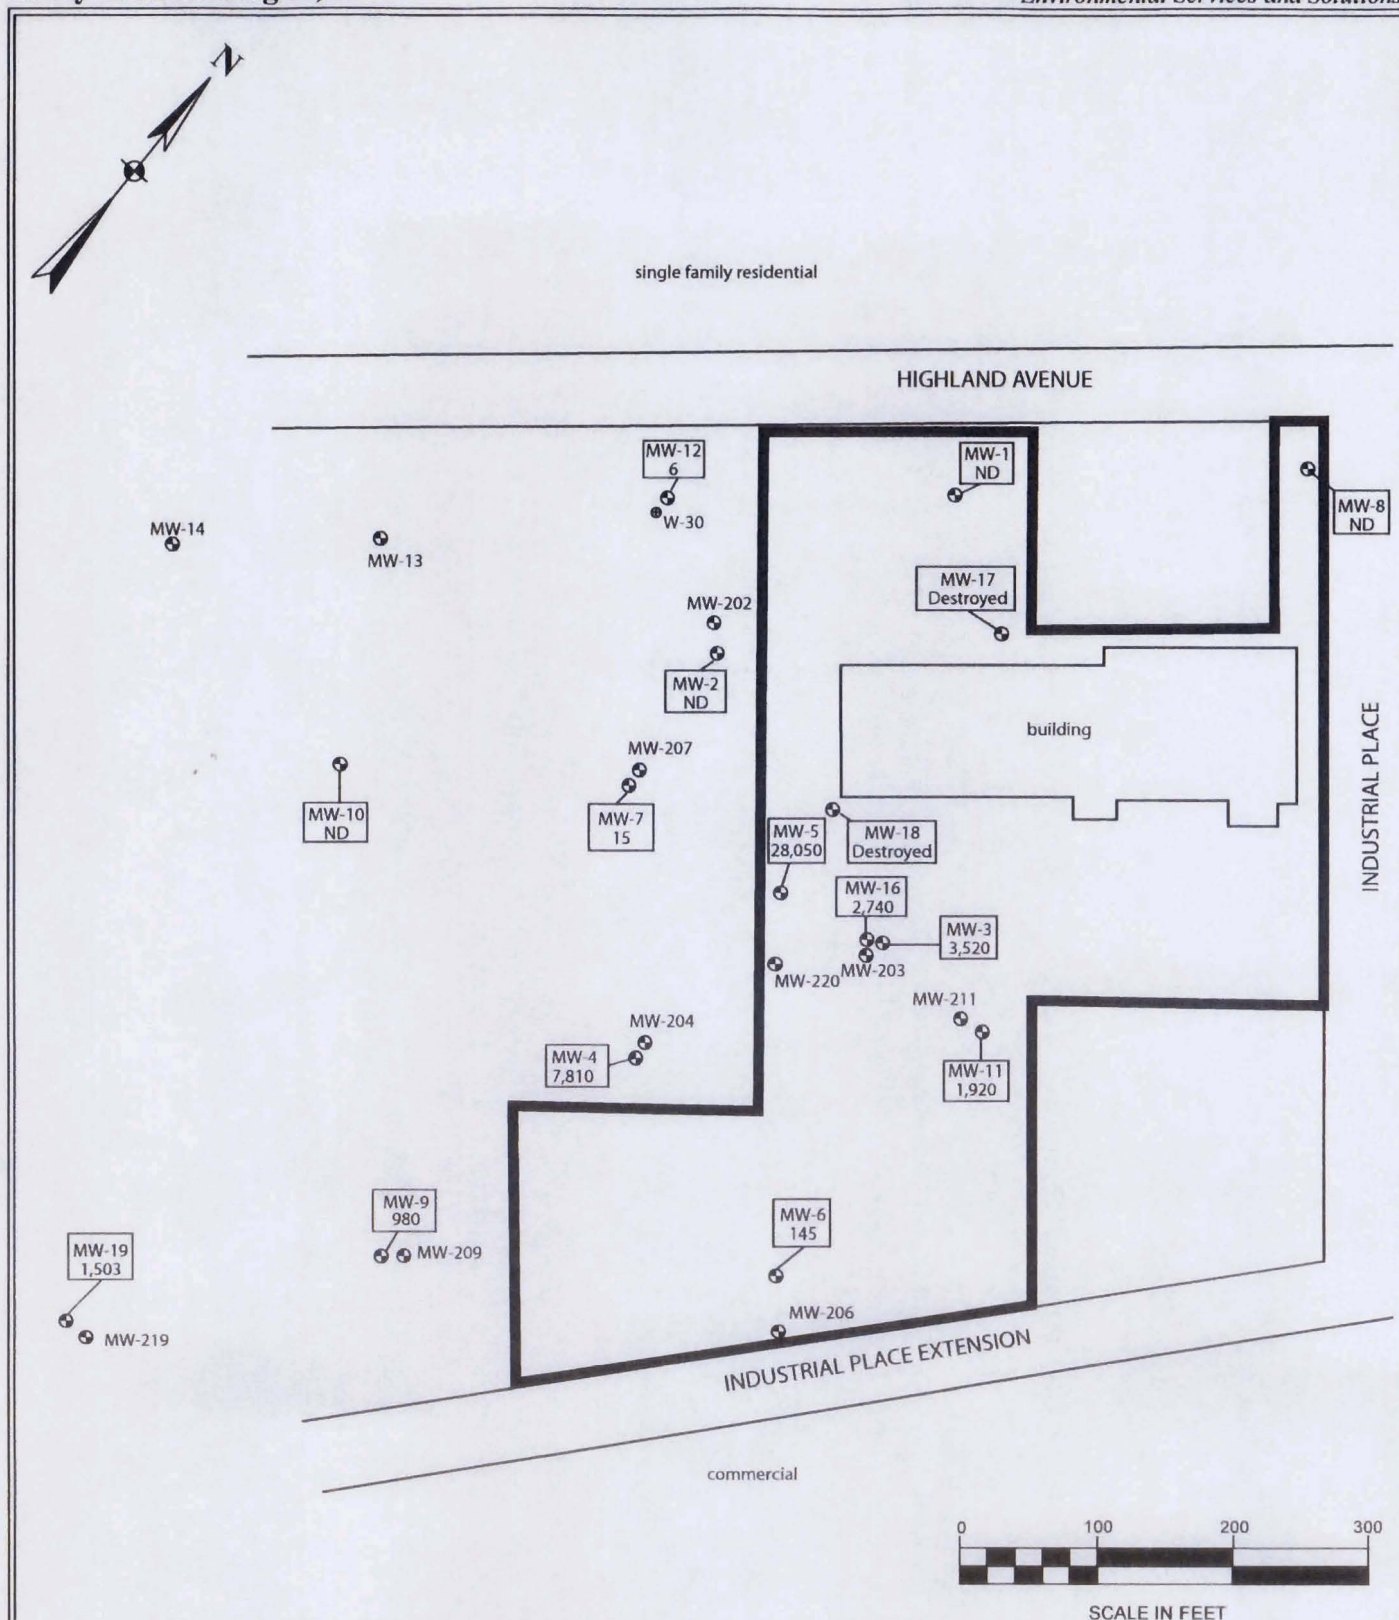 Environmental Services and Solutions
N
single family residential
HIGHLAND AVENUE
MW-12
6
W-30
MW-1
ND
MW-8
ND
MW-14
MW-13
MW-17
Destroyed
MW-202
MW-2
ND
building
INDUSTRIAL PLACE
MW-207
MW-7
15
MW-10
ND
MW-5
28,050
MW-18
Destroyed
MW-16
2,740
MW-3
3,520
MW-203
MW-220
MW-211
MW-11
1,920
MW-204
MW-4
7,810
MW-9
980
MW-209
MW-6
145
MW-19
1,503
MW-219
MW-206
INDUSTRIAL PLACE EXTENSION
commercial
0 100 200 300
SCALE IN FEET